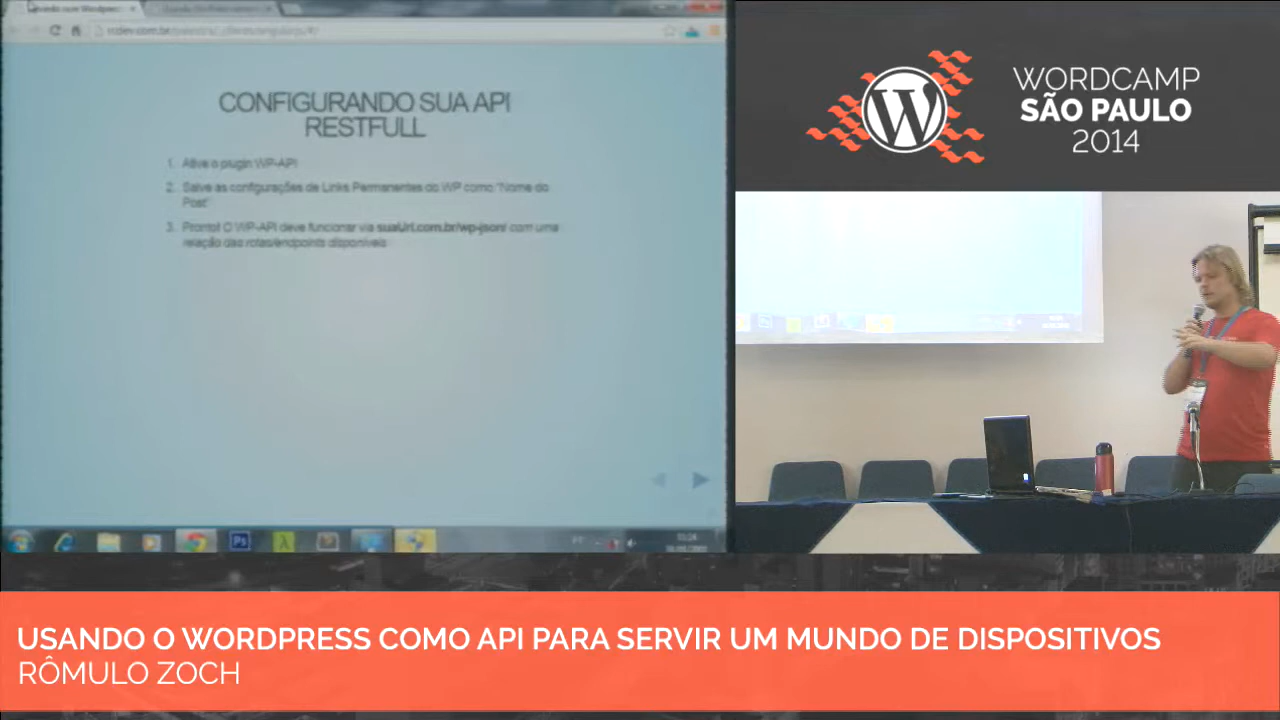 CONFIGURANDO SUA API
RESTFULL
1. Ative o plugin WP-API
2. Salve as configurações de Links Permanentes do WP como "Nome do
Post"
3. Pronto! O WP-API deve funcionar via suaUrl.com.br/wp-json/ com uma
relação das rotas/endpoints disponíveis
Ps
WORDCAMP
SÃO PAULO
2014
USANDO O WORDPRESS COMO API PARA SERVIR UM MUNDO DE DISPOSITIVOS
RÔMULO ZOCH